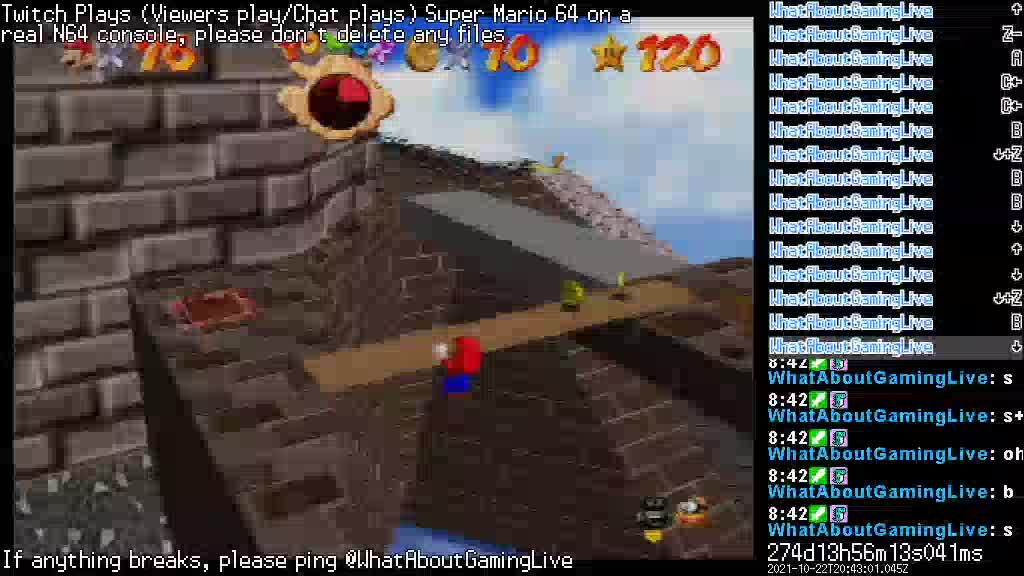 Twitch Plays (Viewers play/Chat plays) Super Mario 64 on a
real N64 console, please don't delete any files
10
120
If anything breaks, please ping @WhatAboutGamingLive
WhatAboutGamingLive ↑
WhatAboutGamingLive Z-
WhatAboutGamingLive A
WhatAboutGamingLive C←
WhatAboutGamingLive C←
WhatAboutGamingLive B
WhatAboutGamingLive ↓+Z
WhatAboutGamingLive B
WhatAboutGamingLive B
WhatAboutGamingLive ↓
WhatAboutGamingLive ↑
WhatAboutGamingLive ↓
WhatAboutGamingLive ↓+Z
WhatAboutGamingLive B
WhatAboutGamingLive ↓
8:42
WhatAboutGamingLive: s
8:42
WhatAboutGamingLive: s+
8:42
WhatAboutGamingLive: oh
8:42
WhatAboutGamingLive: b
8:42
WhatAboutGamingLive: s
274d13h56m13s041ms
2021-10-22T20:43:01.045Z